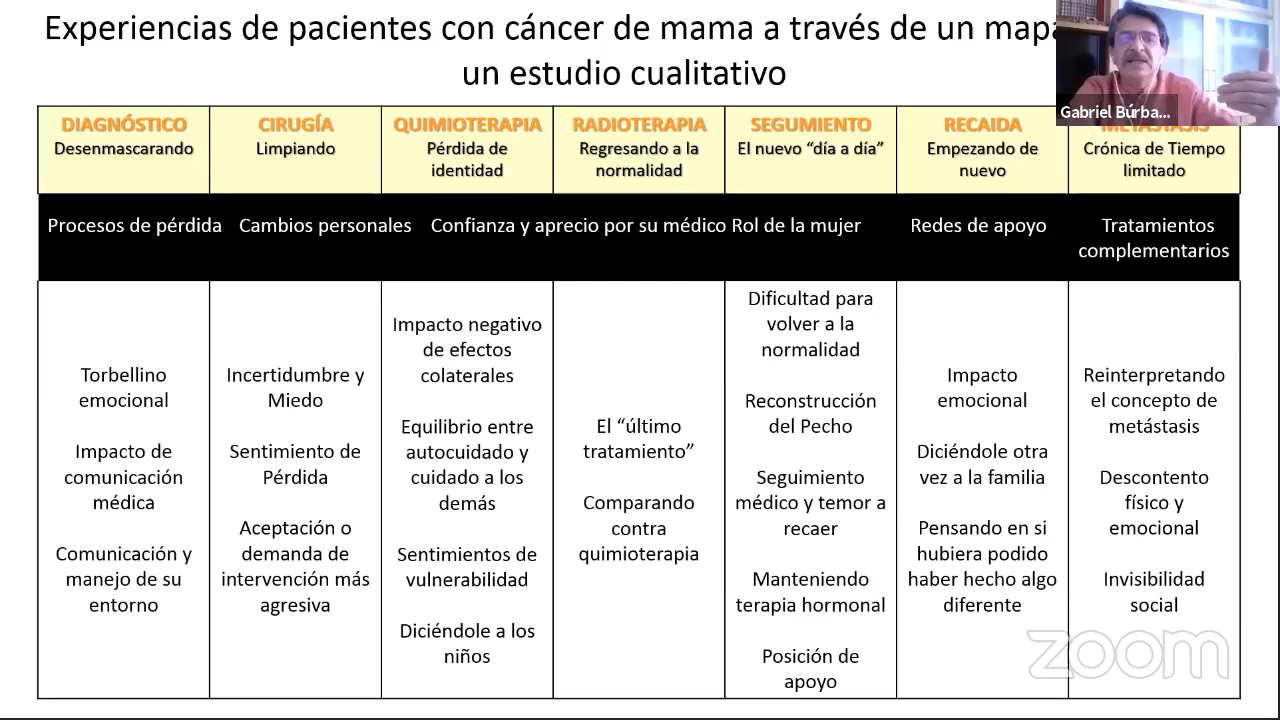 Experiencias de pacientes con cáncer de mama a través de un mapa
un estudio cualitativo
Gabriel Búrba...
DIAGNÓSTICO
Desenmascarando
CIRUGÍA
Limpiando
QUIMIOTERAPIA
Pérdida de
identidad
RADIOTERAPIA
Regresando a la
normalidad
SEGUMIENTO
El nuevo “día a día”
RECAIDA
Empezando de
nuevo
METASTASIS
Crónica de Tiempo
limitado
Procesos de pérdida
Cambios personales
Confianza y aprecio por su médico
Rol de la mujer
Redes de apoyo
Tratamientos
complementarios
Torbellino
emocional
Impacto de
comunicación
médica
Comunicación y
manejo de su
entorno
Incertidumbre y
Miedo
Sentimiento de
Pérdida
Aceptación o
demanda de
intervención más
agresiva
Impacto negativo
de efectos
colaterales
Equilibrio entre
autocuidado y
cuidado a los
demás
Sentimientos de
vulnerabilidad
Diciéndole a los
niños
El “último
tratamiento”
Comparando
contra
quimioterapia
Dificultad para
volver a la
normalidad
Reconstrucción
del Pecho
Seguimiento
médico y temor a
recaer
Manteniendo
terapia hormonal
Posición de
apoyo
Impacto
emocional
Diciéndole otra
vez a la familia
Pensando en si
hubiera podido
haber hecho algo
diferente
Reinterpretando
el concepto de
metástasis
Descontento
físico y
emocional
Invisibilidad
social
zoom